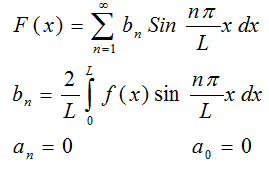 F(x) = ∑_{n=1}^{∞} b_n Sin nπ/L x dx
b_n = 2/L ∫_0^L f(x) sin nπ/L x dx
a_n = 0 a_0 = 0